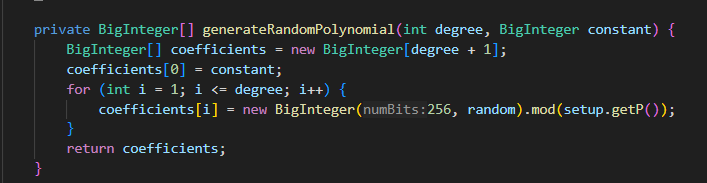 private BigInteger[] generateRandomPolynomial(int degree, BigInteger constant) {
BigInteger[] coefficients = new BigInteger[degree + 1];
coefficients[0] = constant;
for (int i = 1; i <= degree; i++) {
coefficients[i] = new BigInteger(numBits:256, random).mod(setup.getP());
}
return coefficients;
}